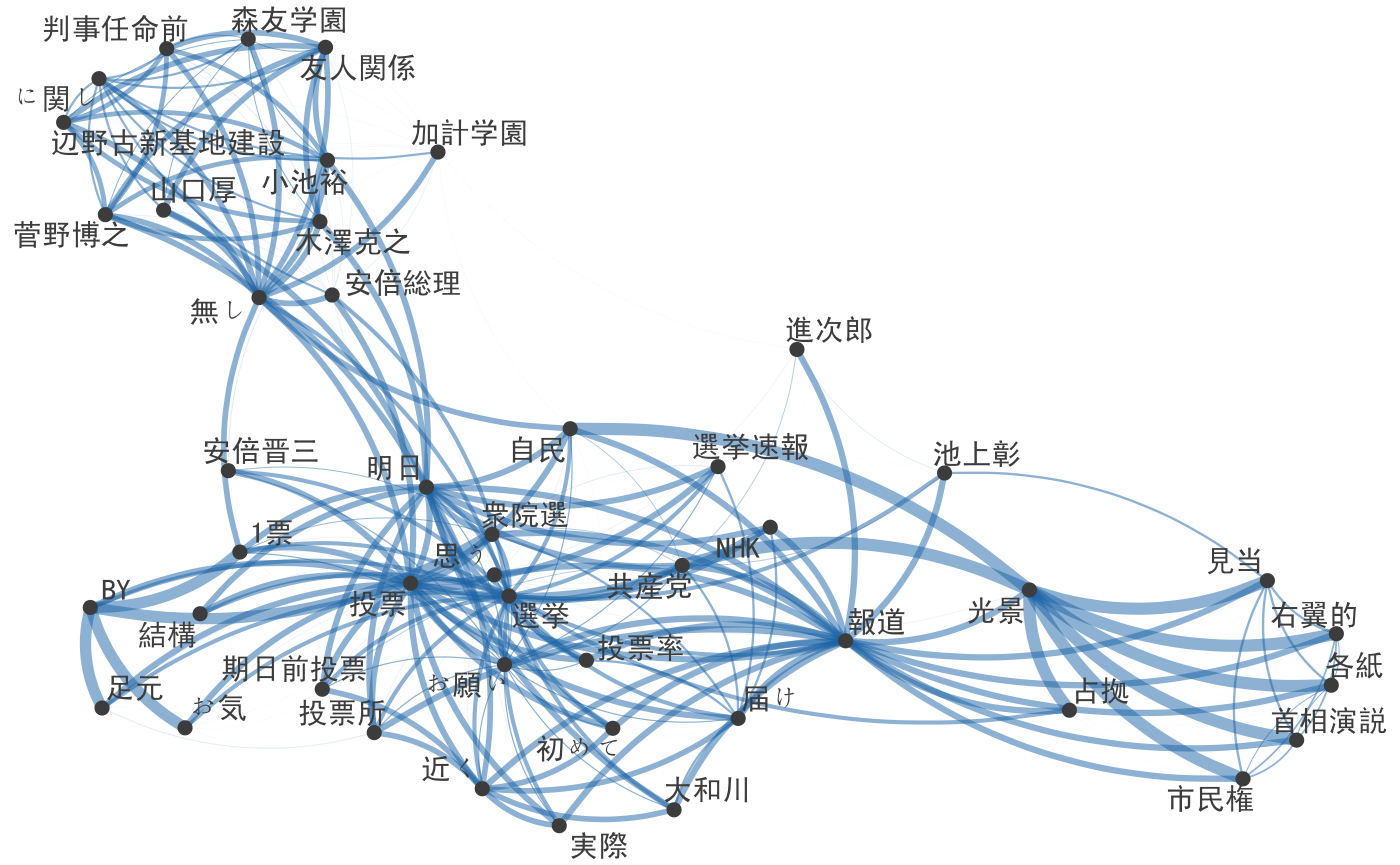 森友学園
判事任命前
友人関係
に関し
加計学園
辺野古新基地建設
小池裕
山口厚
菅野博之
木澤克之
安倍総理
無し
進次郎
安倍晋三
明日
自民
選挙速報
池上彰
衆院選
1票
思う
NHK
見当
BY
投票
選挙
共産党
光景
右翼的
結構
報道
投票率
期日前投票
各紙
足元
お気
お願い
占拠
届け
投票所
初めて
首相演説
近く
大和川
市民権
実際